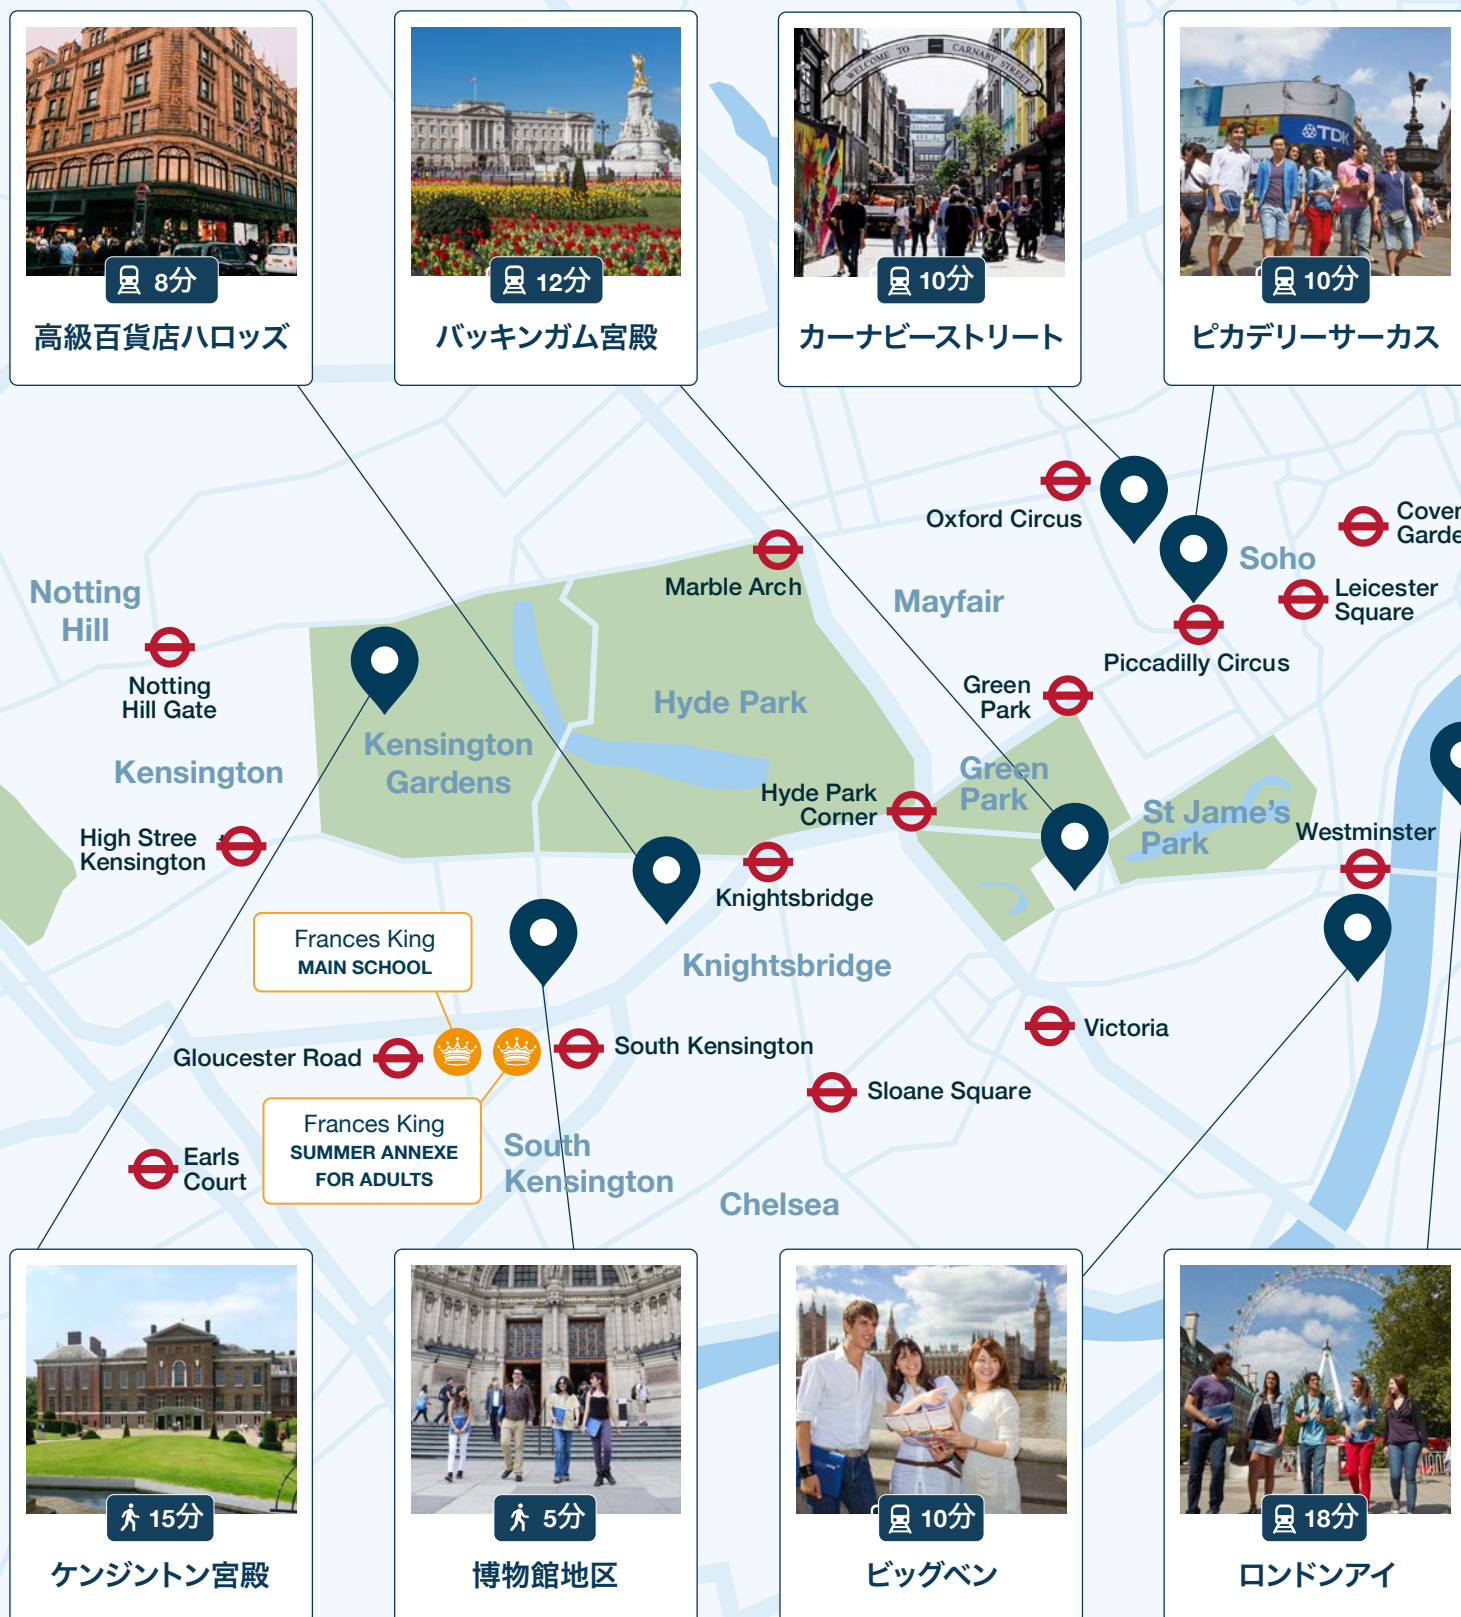 WELCOME TO CARNABY STREET
TDK
8分
12分
10分
10分
高級百貨店ハロッズ
バッキンガム宮殿
カーナビーストリート
ピカデリーサーカス
Oxford Circus
Soho
Leicester
Square
Marble Arch
Mayfair
Notting
Hill
Piccadilly Circus
Notting
Hill Gate
Green
Park
Hyde Park
Kensington
Gardens
Kensington
Green
Park
Hyde Park
Corner
St Jame's
Park
Westminster
High Stree
Kensington
Knightsbridge
Frances King
MAIN SCHOOL
Knightsbridge
Gloucester Road
South Kensington
Victoria
Sloane Square
Frances King
SUMMER ANNEXE
FOR ADULTS
South
Kensington
Earls
Court
Chelsea
15分
5分
10分
18分
ケンジントン宮殿
博物館地区
ビッグベン
ロンドンアイ